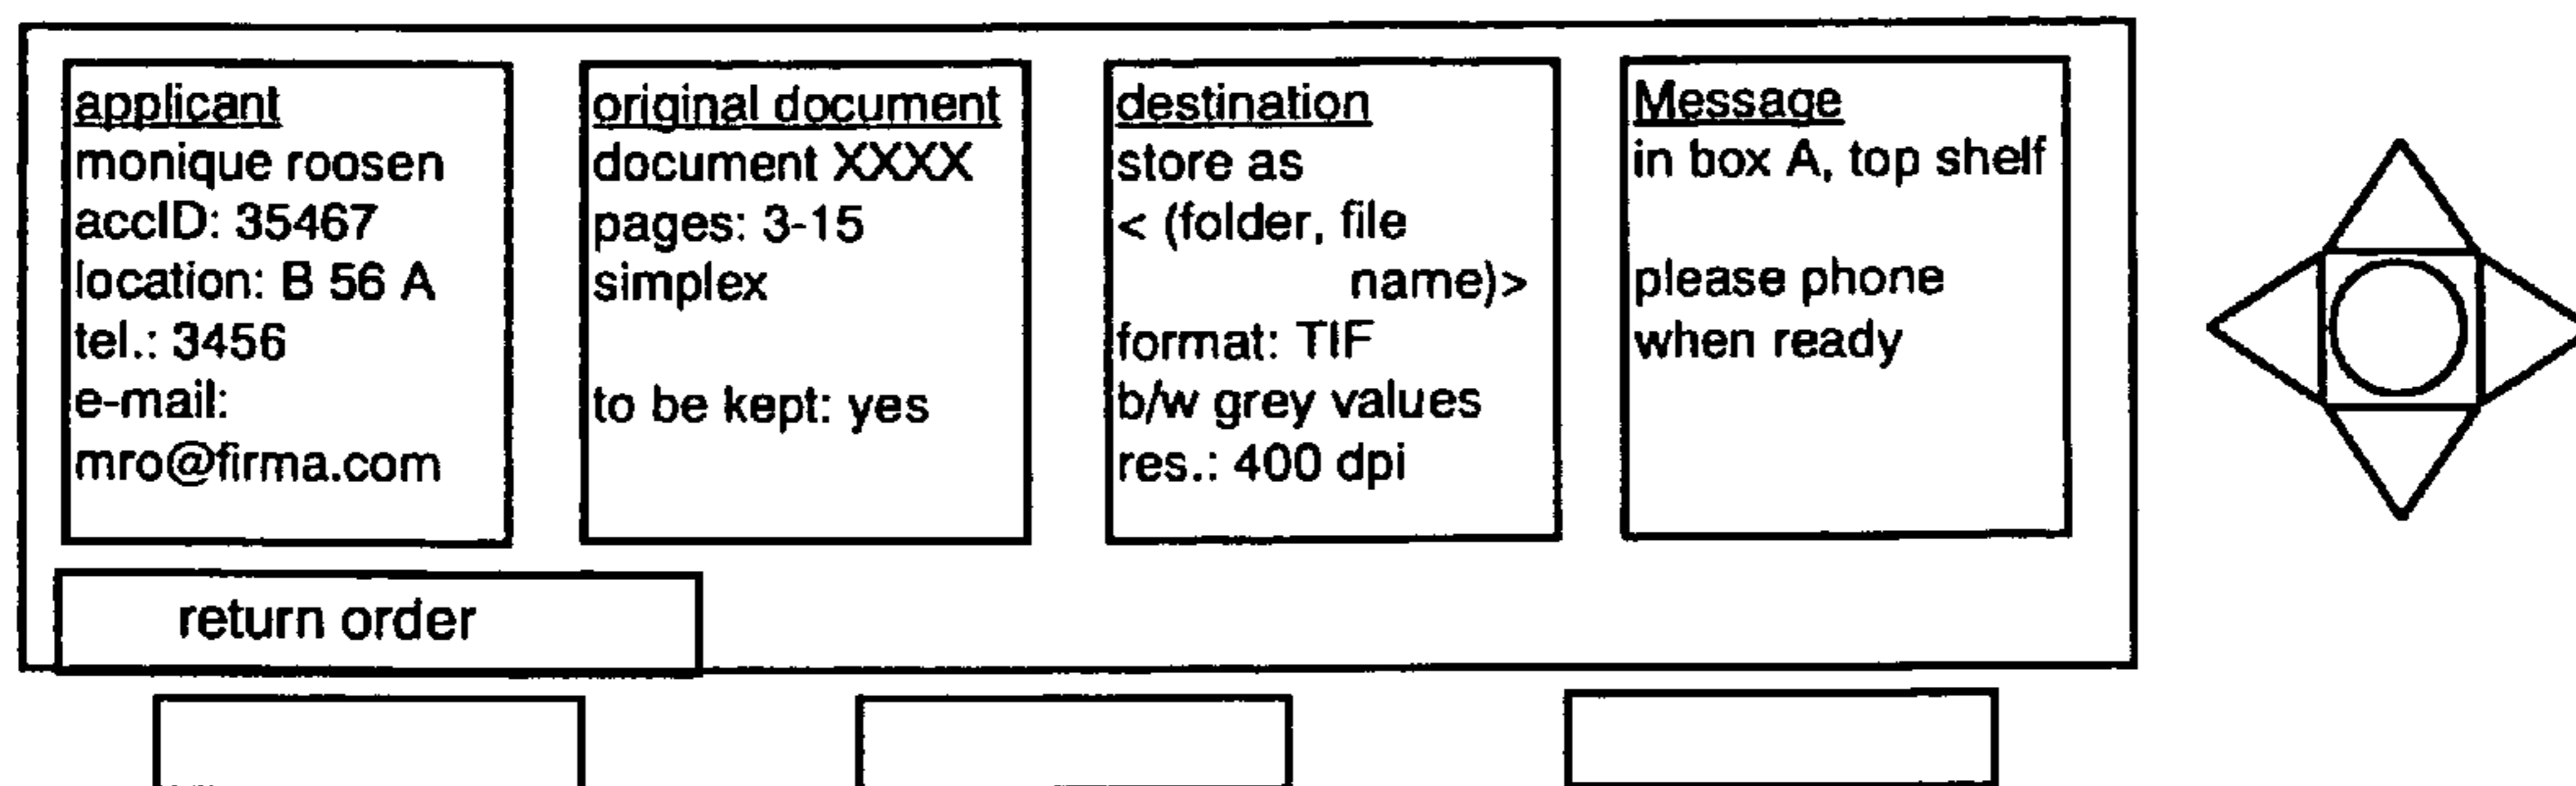 applicant
monique roosen
accID: 35467
location: B 56 A
tel.: 3456
e-mail:
mro@firma.com
original document
document XXXX
pages: 3-15
simplex
to be kept: yes
destination
store as
< (folder, file
name)>
format: TIF
b/w grey values
res.: 400 dpi
Message
in box A, top shelf
please phone
when ready
return order